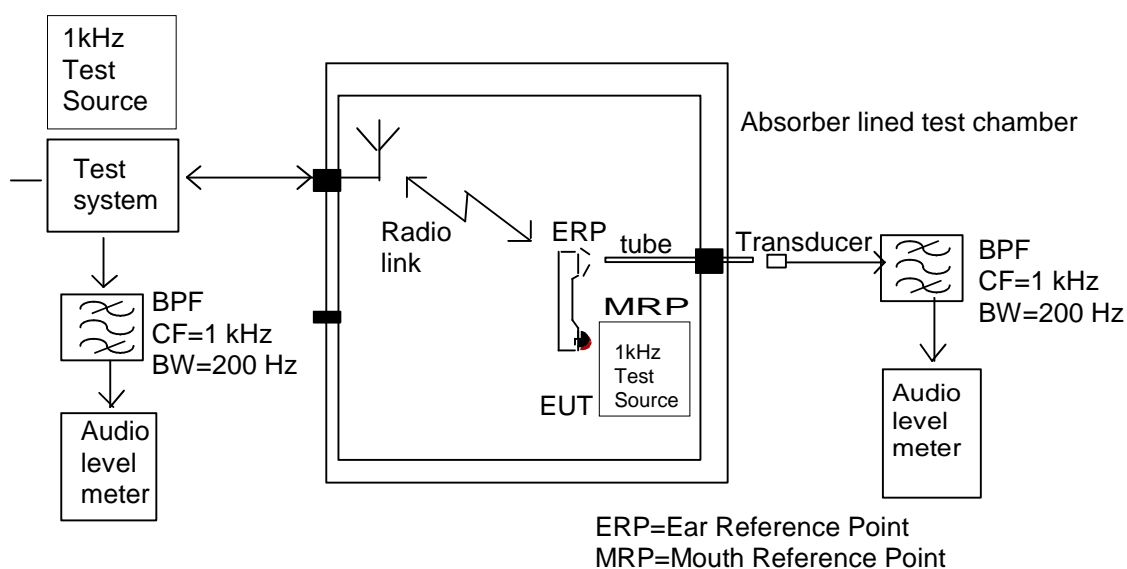 1kHz
Test
Source
Test
system
BPF
CF=1 kHz
BW=200 Hz
Audio
level
meter
Absorber lined test chamber
Radio
link
ERP
tube
MRP
1kHz
Test
Source
EUT
Transducer
BPF
CF=1 kHz
BW=200 Hz
Audio
level
meter
ERP=Ear Reference Point
MRP=Mouth Reference Point